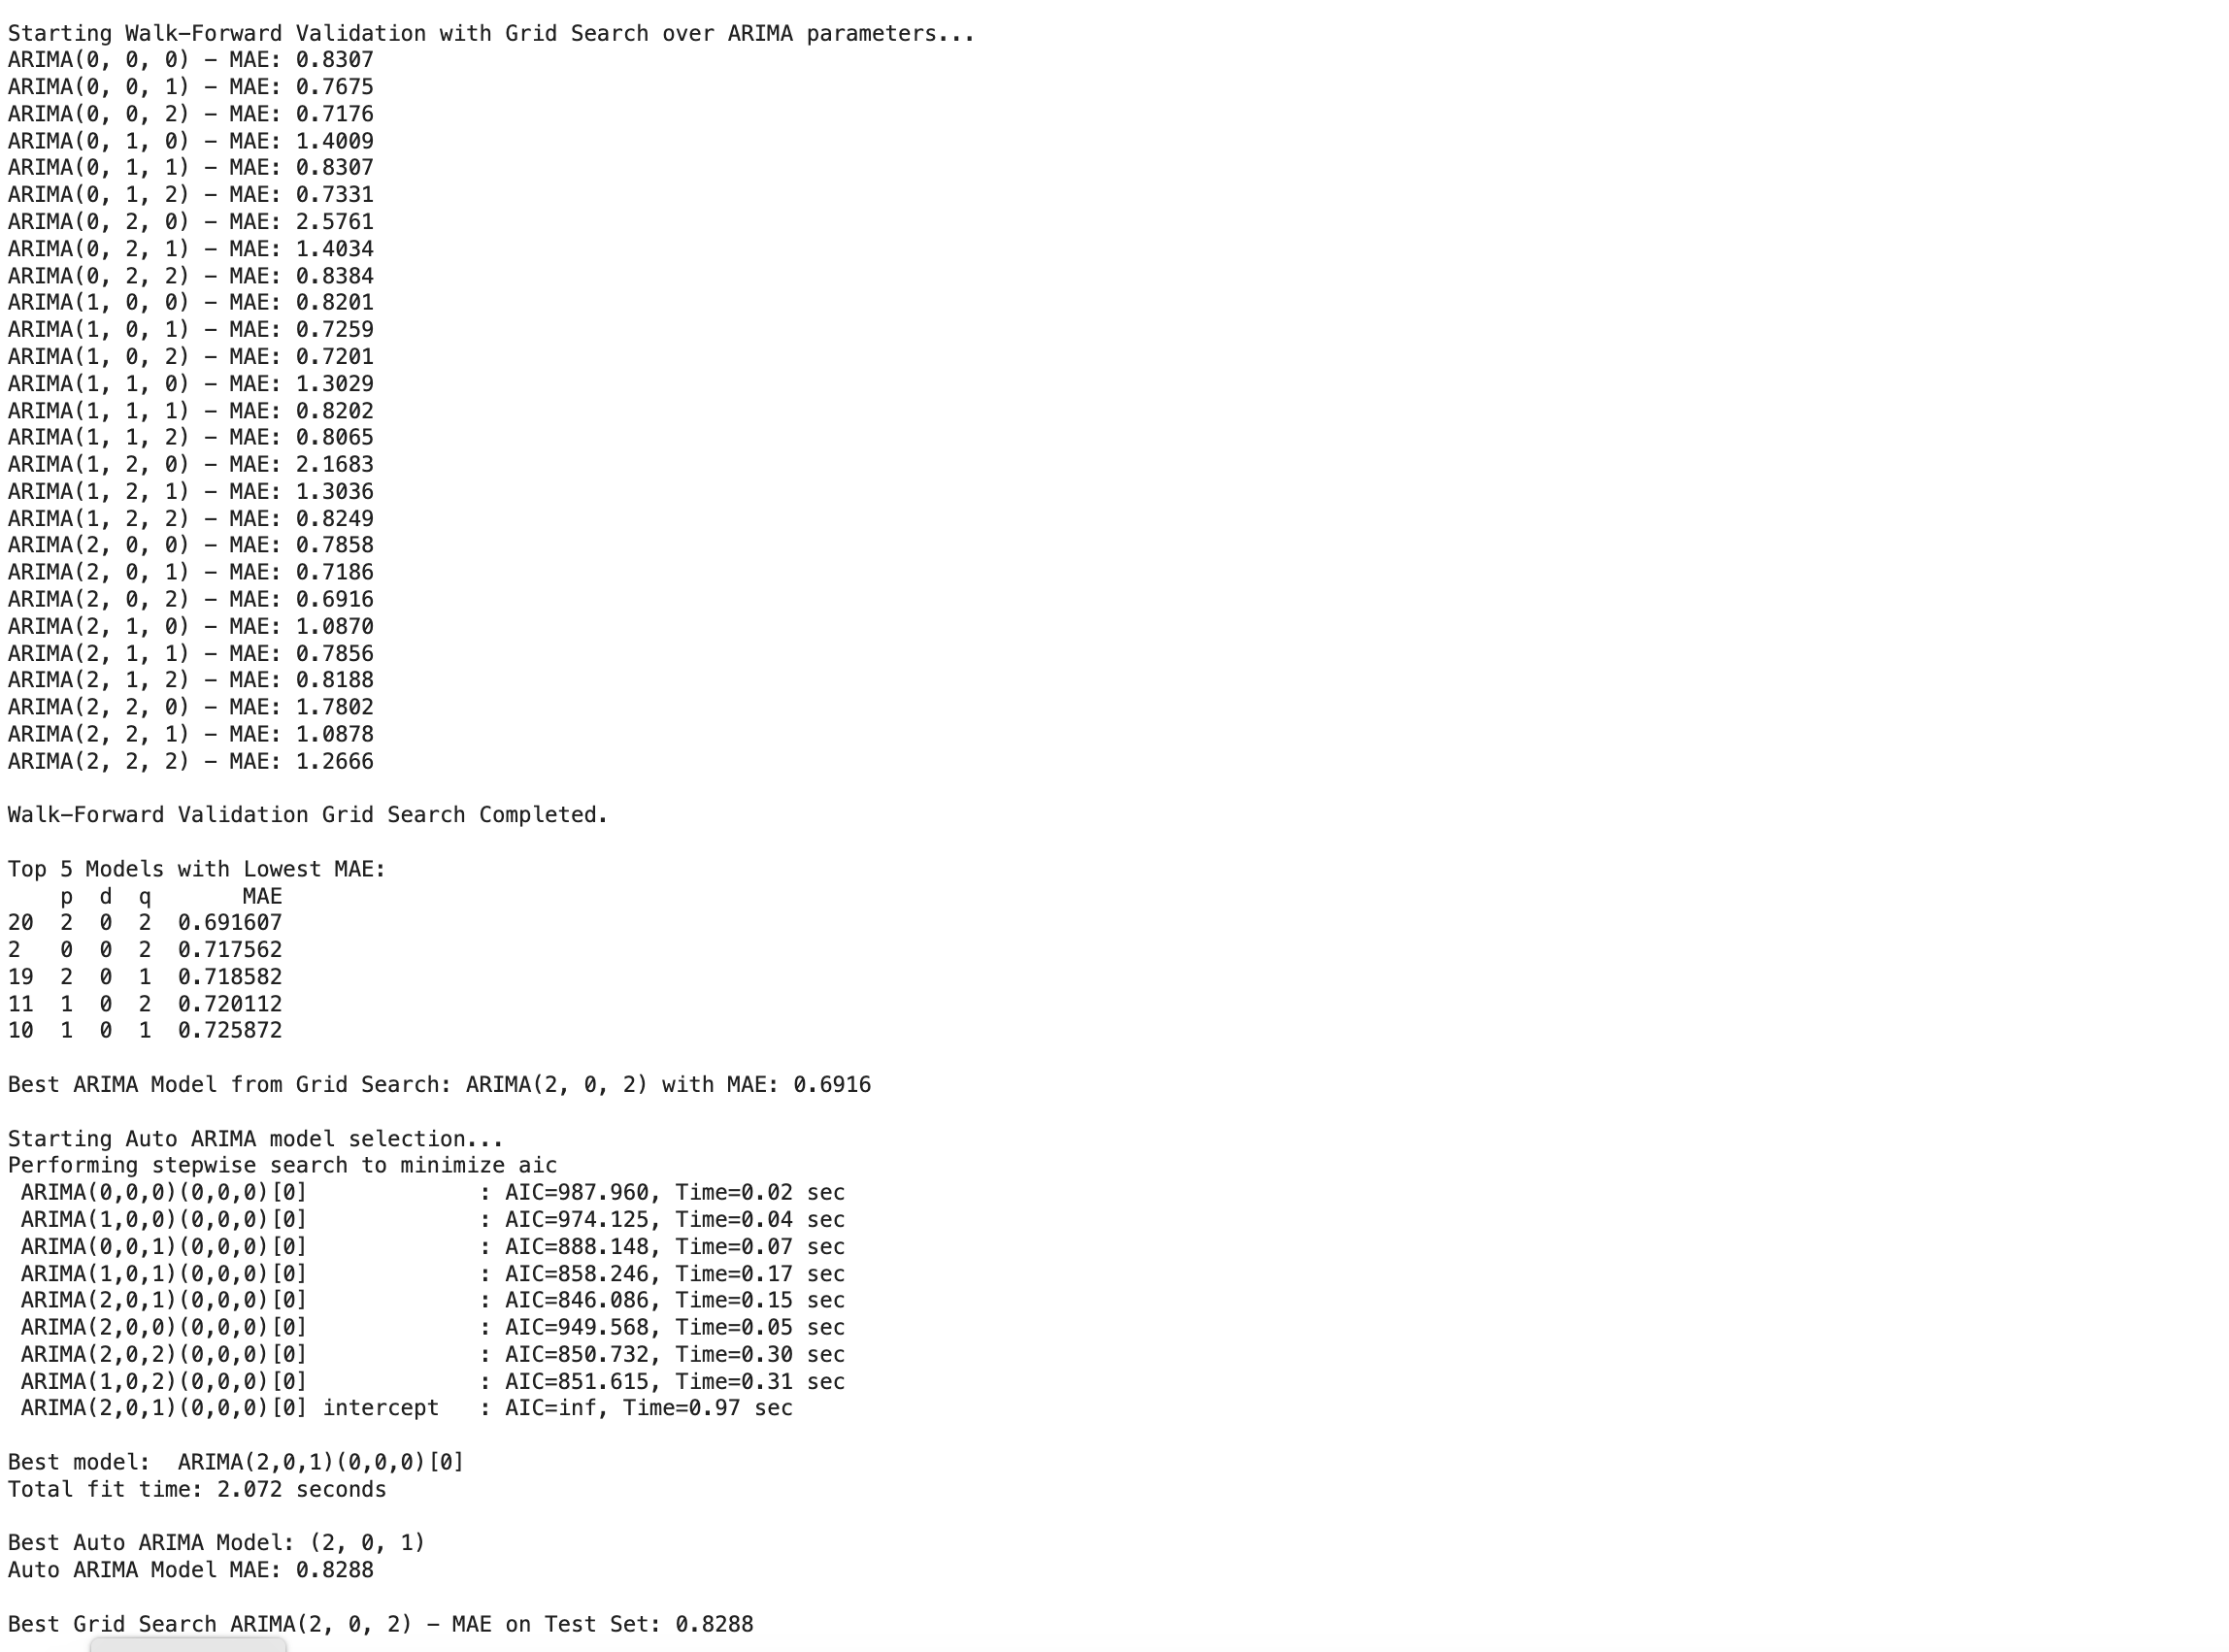 Starting Walk-Forward Validation with Grid Search over ARIMA parameters...
ARIMA(0, 0, 0) - MAE: 0.8307
ARIMA(0, 0, 1) - MAE: 0.7675
ARIMA(0, 0, 2) - MAE: 0.7176
ARIMA(0, 1, 0) - MAE: 1.4009
ARIMA(0, 1, 1) - MAE: 0.8307
ARIMA(0, 1, 2) - MAE: 0.7331
ARIMA(0, 2, 0) - MAE: 2.5761
ARIMA(0, 2, 1) - MAE: 1.4034
ARIMA(0, 2, 2) - MAE: 0.8384
ARIMA(1, 0, 0) - MAE: 0.8201
ARIMA(1, 0, 1) - MAE: 0.7259
ARIMA(1, 0, 2) - MAE: 0.7201
ARIMA(1, 1, 0) - MAE: 1.3029
ARIMA(1, 1, 1) - MAE: 0.8202
ARIMA(1, 1, 2) - MAE: 0.8065
ARIMA(1, 2, 0) - MAE: 2.1683
ARIMA(1, 2, 1) - MAE: 1.3036
ARIMA(1, 2, 2) - MAE: 0.8249
ARIMA(2, 0, 0) - MAE: 0.7858
ARIMA(2, 0, 1) - MAE: 0.7186
ARIMA(2, 0, 2) - MAE: 0.6916
ARIMA(2, 1, 0) - MAE: 1.0870
ARIMA(2, 1, 1) - MAE: 0.7856
ARIMA(2, 1, 2) - MAE: 0.8188
ARIMA(2, 2, 0) - MAE: 1.7802
ARIMA(2, 2, 1) - MAE: 1.0878
ARIMA(2, 2, 2) - MAE: 1.2666
Walk-Forward Validation Grid Search Completed.
Top 5 Models with Lowest MAE:
p d q MAE
20 2 0 2 0.691607
2 0 0 2 0.717562
19 2 0 1 0.718582
11 1 0 2 0.720112
10 1 0 1 0.725872
Best ARIMA Model from Grid Search: ARIMA(2, 0, 2) with MAE: 0.6916
Starting Auto ARIMA model selection...
Performing stepwise search to minimize aic
ARIMA(0,0,0)(0,0,0)[0] : AIC=987.960, Time=0.02 sec
ARIMA(1,0,0)(0,0,0)[0] : AIC=974.125, Time=0.04 sec
ARIMA(0,0,1)(0,0,0)[0] : AIC=888.148, Time=0.07 sec
ARIMA(1,0,1)(0,0,0)[0] : AIC=858.246, Time=0.17 sec
ARIMA(2,0,1)(0,0,0)[0] : AIC=846.086, Time=0.15 sec
ARIMA(2,0,0)(0,0,0)[0] : AIC=949.568, Time=0.05 sec
ARIMA(2,0,2)(0,0,0)[0] : AIC=850.732, Time=0.30 sec
ARIMA(1,0,2)(0,0,0)[0] : AIC=851.615, Time=0.31 sec
ARIMA(2,0,1)(0,0,0)[0] intercept : AIC=inf, Time=0.97 sec
Best model: ARIMA(2,0,1)(0,0,0)[0]
Total fit time: 2.072 seconds
Best Auto ARIMA Model: (2, 0, 1)
Auto ARIMA Model MAE: 0.8288
Best Grid Search ARIMA(2, 0, 2) - MAE on Test Set: 0.8288